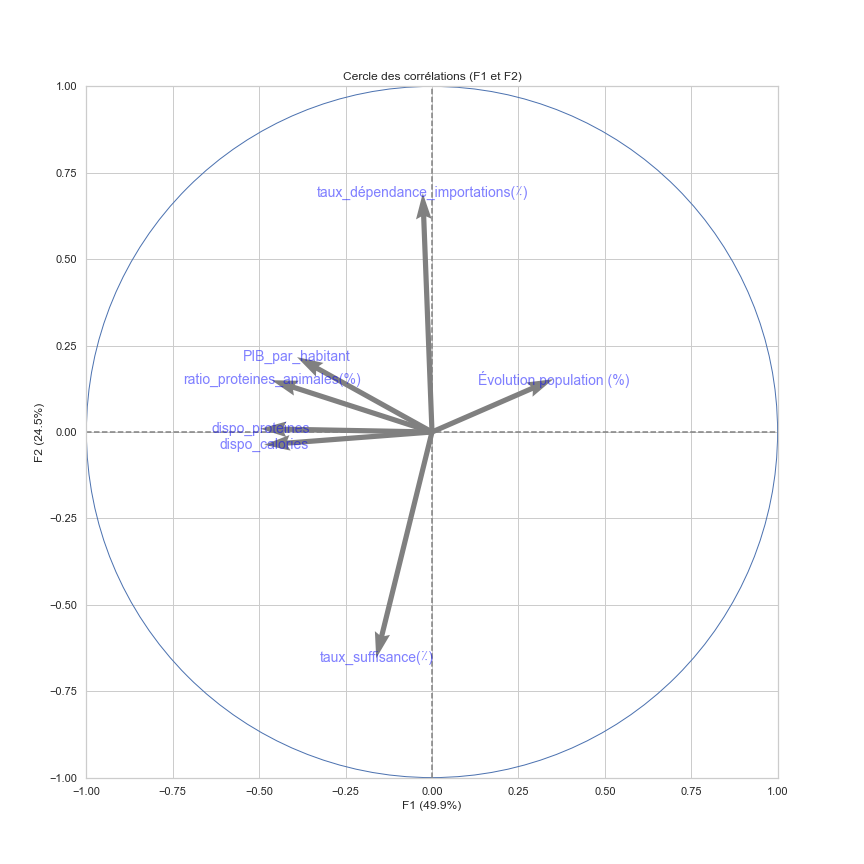 Cercle des corrélations (F1 et F2)
1.00
0.75
0.50
0.25
0.00
−0.25
−0.50
−0.75
−1.00
F2 (24.5%)
taux_dépendance_importations(٪)
PIB_par_habitant
ratio_proteines_animales(%)
Évolution population (%)
dispo_proteines
dispo_calories
taux_suffisance(٪)
−1.00 −0.75 −0.50 −0.25 0.00 0.25 0.50 0.75 1.00
F1 (49.9%)